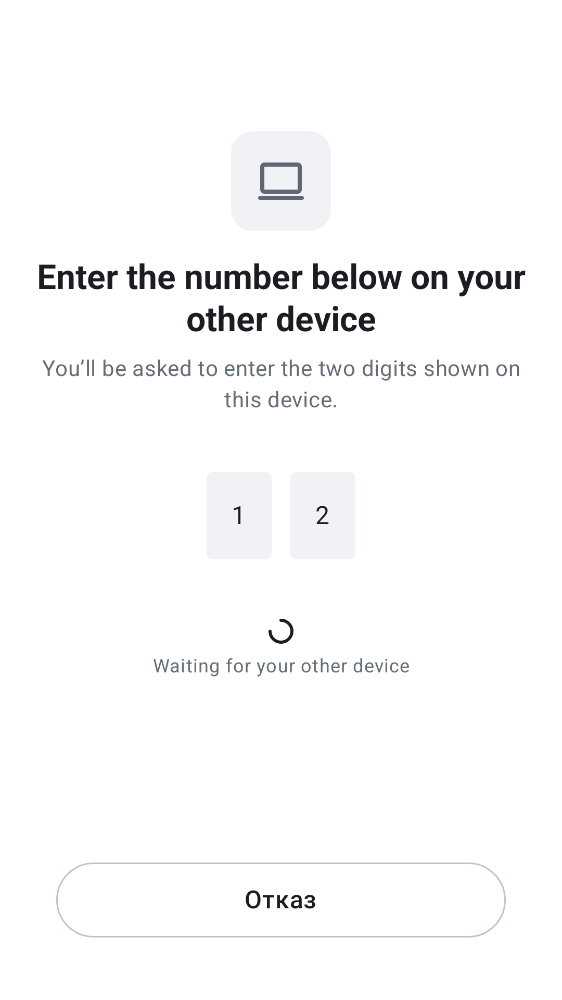 Enter the number below on your
other device
You’ll be asked to enter the two digits shown on
this device.
1 2
Waiting for your other device
Отказ